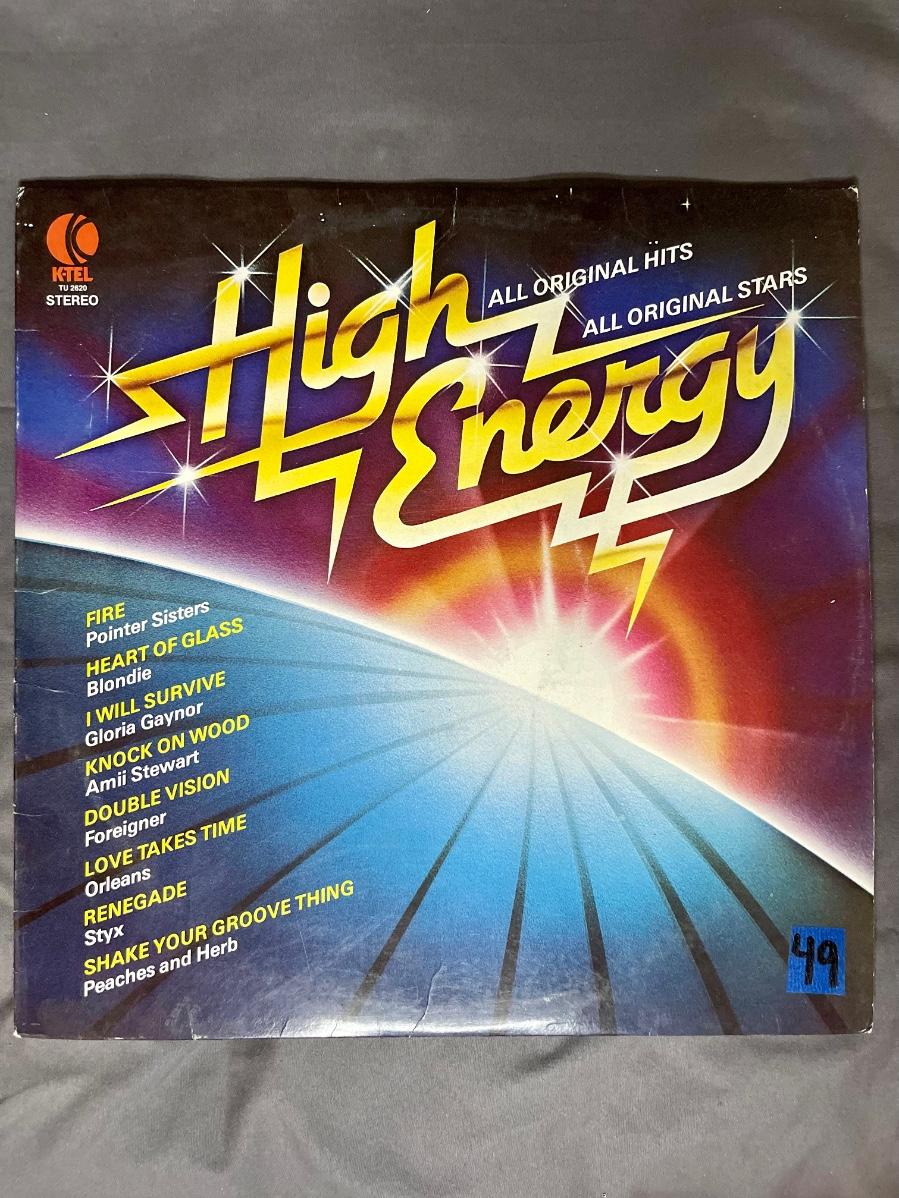 K-TEL
TU 2620
STEREO
High
Energy
ALL ORIGINAL HITS
ALL ORIGINAL STARS
FIRE
Pointer Sisters
HEART OF GLASS
Blondie
I WILL SURVIVE
Gloria Gaynor
KNOCK ON WOOD
Amii Stewart
DOUBLE VISION
Foreigner
LOVE TAKES TIME
Orleans
RENEGADE
Styx
SHAKE YOUR GROOVE THING
Peaches and Herb
49